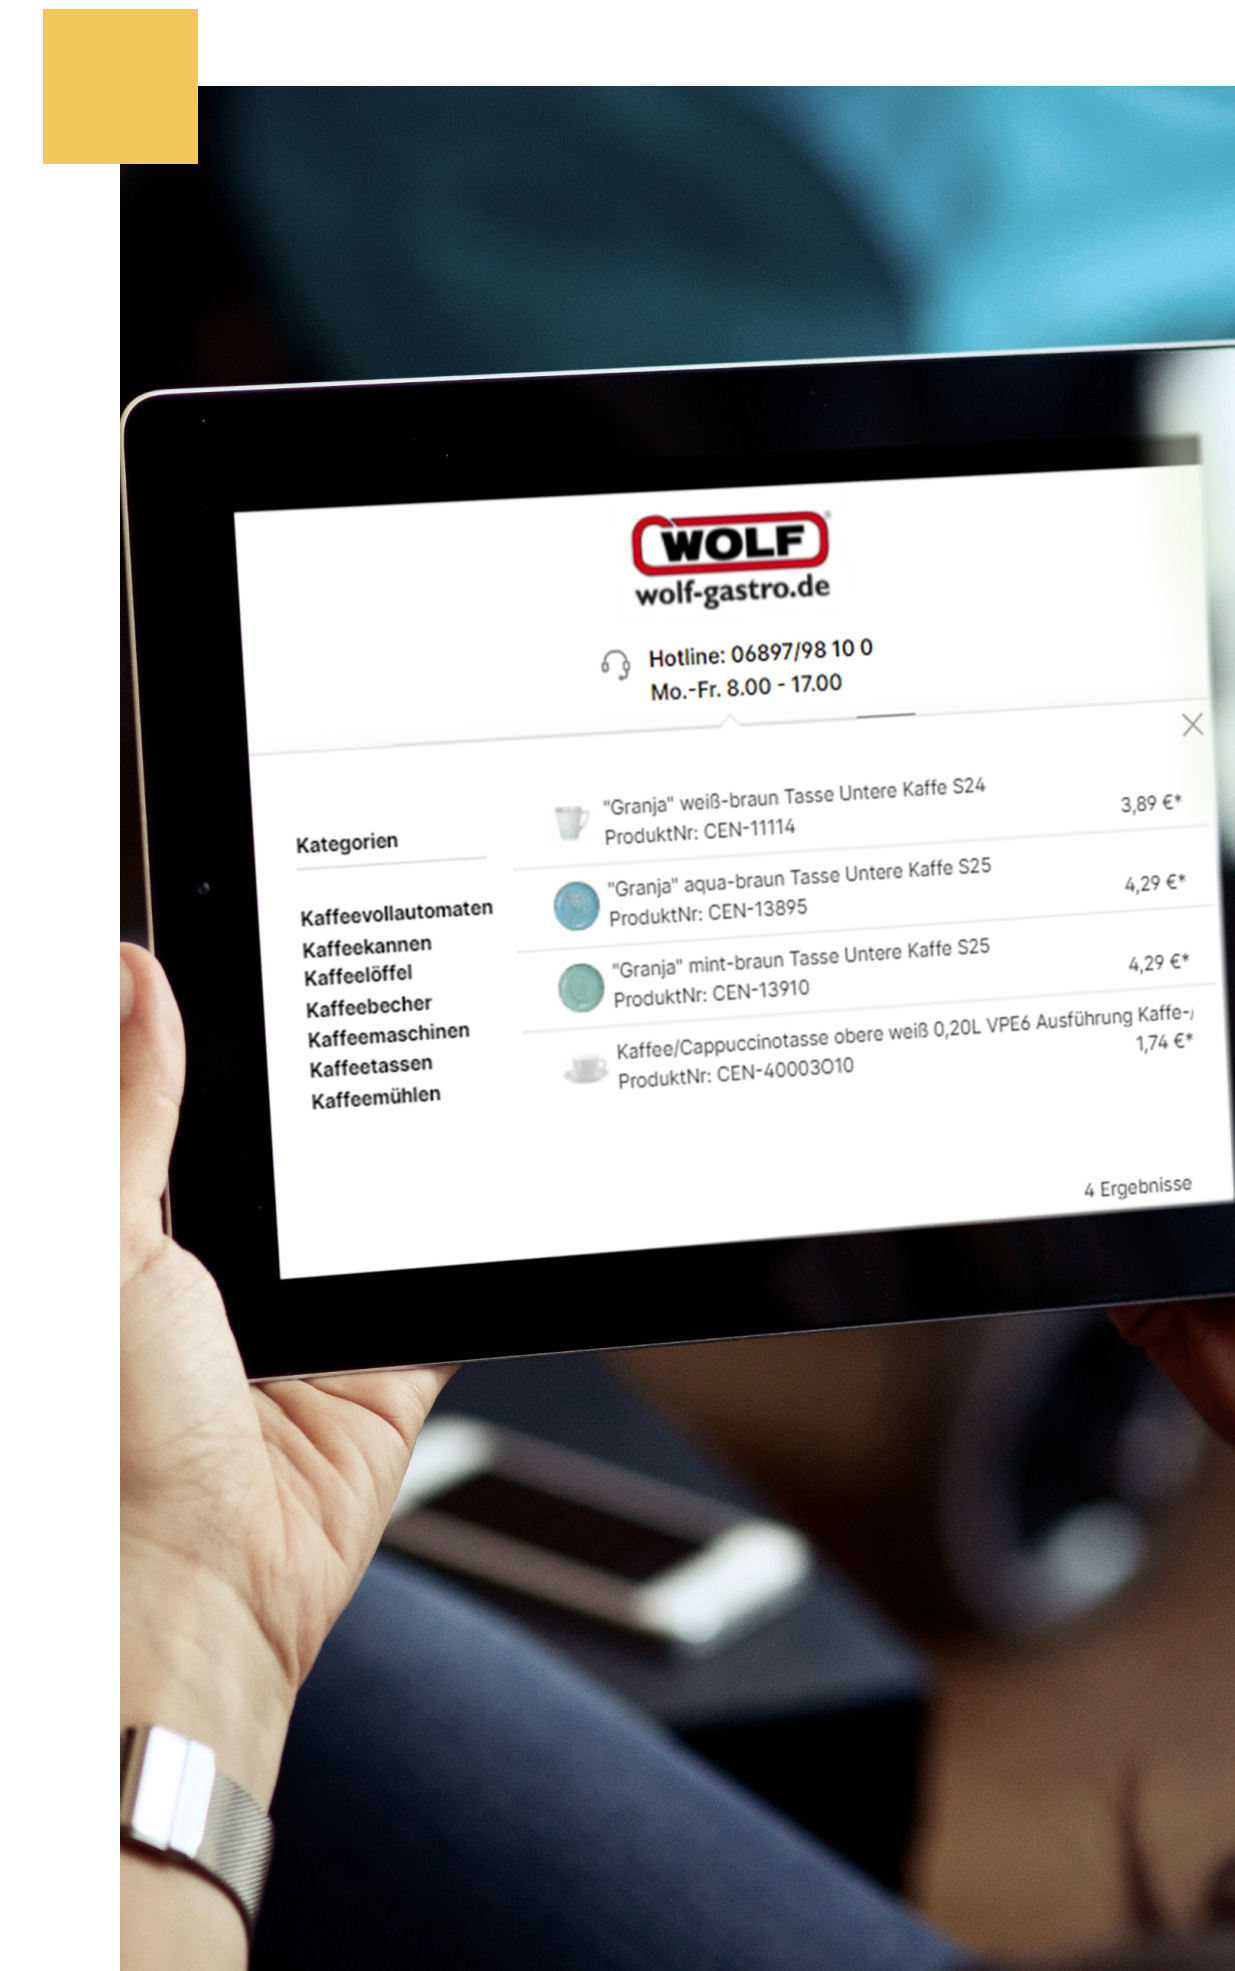 WOLF®
wolf-gastro.de
Hotline: 06897/98 10 0
Mo.-Fr. 8.00 - 17.00
Kategorien
Kaffeevollautomaten
Kaffeekannen
Kaffeelöffel
Kaffeebecher
Kaffeemaschinen
Kaffeetassen
Kaffeemühlen
"Granja" weiß-braun Tasse Untere Kaffe S24
ProduktNr: CEN-11114
3,89 €*
"Granja" aqua-braun Tasse Untere Kaffe S25
ProduktNr: CEN-13895
4,29 €*
"Granja" mint-braun Tasse Untere Kaffe S25
ProduktNr: CEN-13910
4,29 €*
Kaffee/Cappuccinotasse obere weiß 0,20L VPE6 Ausführung Kaffe-/
ProduktNr: CEN-40003O10
1,74 €*
4 Ergebnisse